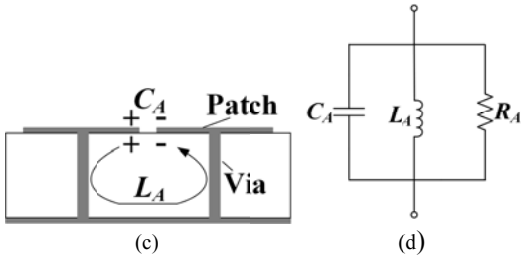 C_A
+ -
Patch
+ -
L_A
Via
(c)
C_A
L_A
R_A
(d)